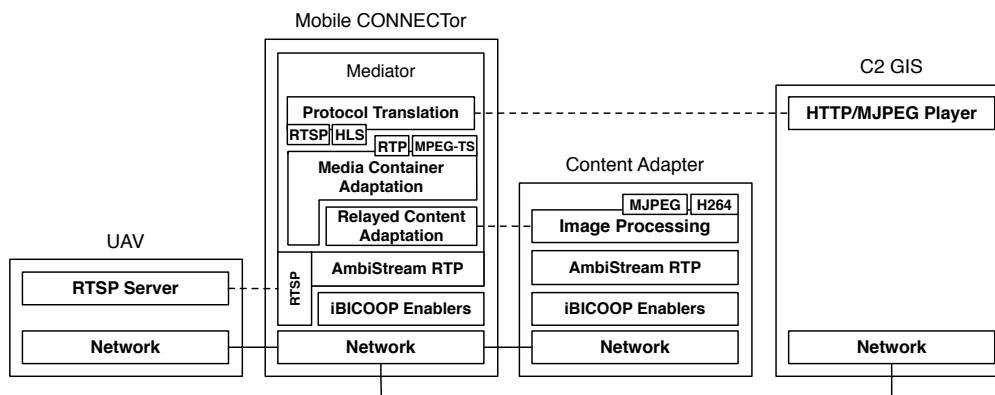 Mobile CONNECTor
Mediator
C2 GIS
Protocol Translation
HTTP/MJPEG Player
RTSP HLS
RTP MPEG-TS
Media Container
Adaptation
Content Adapter
MJPEG H264
Relayed Content
Adaptation
Image Processing
UAV
RTSP Server
RTSP
AmbiStream RTP
AmbiStream RTP
iBICOOP Enablers
iBICOOP Enablers
Network
Network
Network
Network